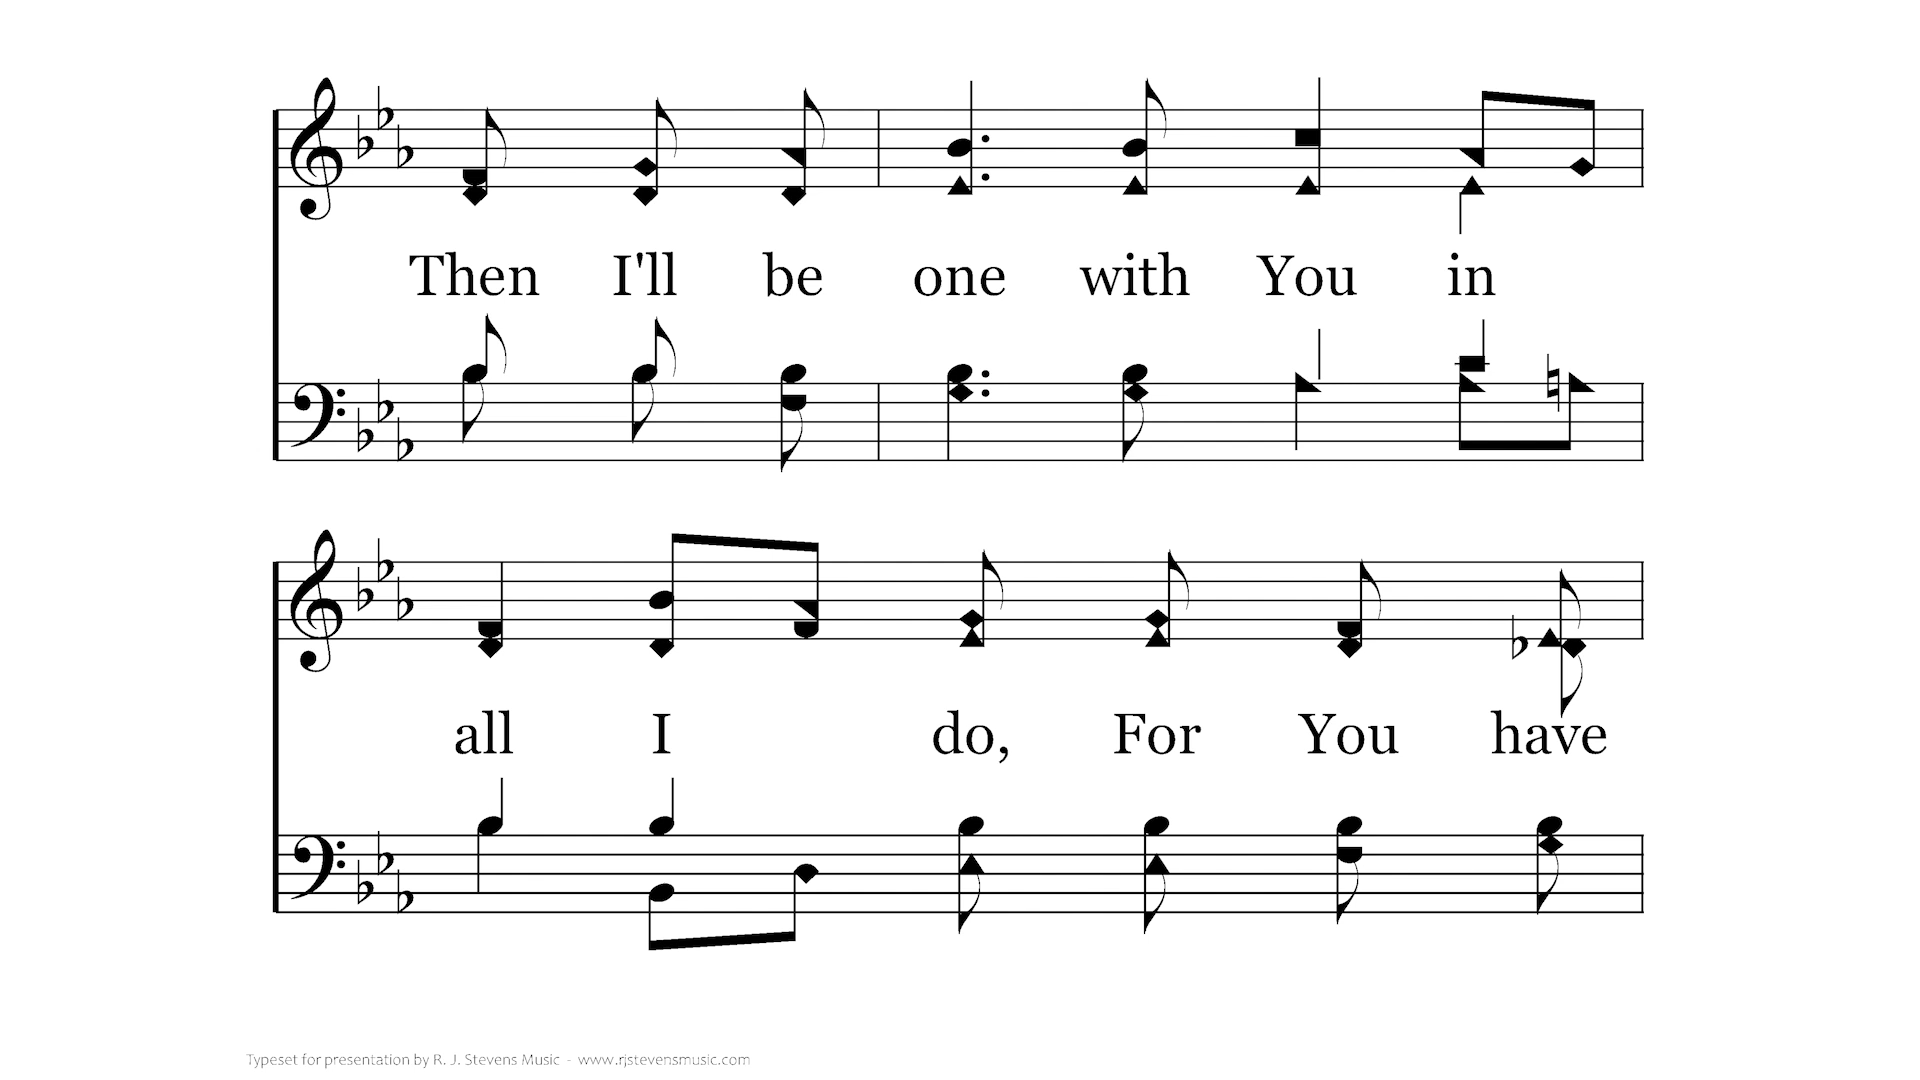 Then I'll be one with You in
all I do, For You have
Typeset for presentation by R. J. Stevens Music - www.rjstevensmusic.com